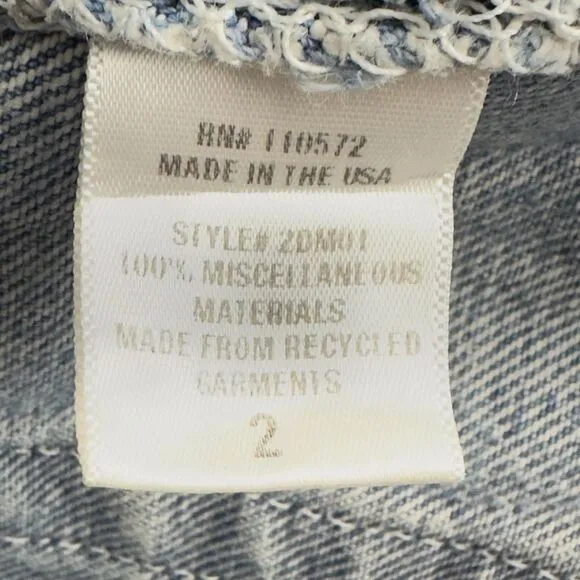 RN# 110572
MADE IN THE USA
STYLE# 2DM01
100% MISCELLANEOUS
MATERIALS
MADE FROM RECYCLED
GARMENTS
2